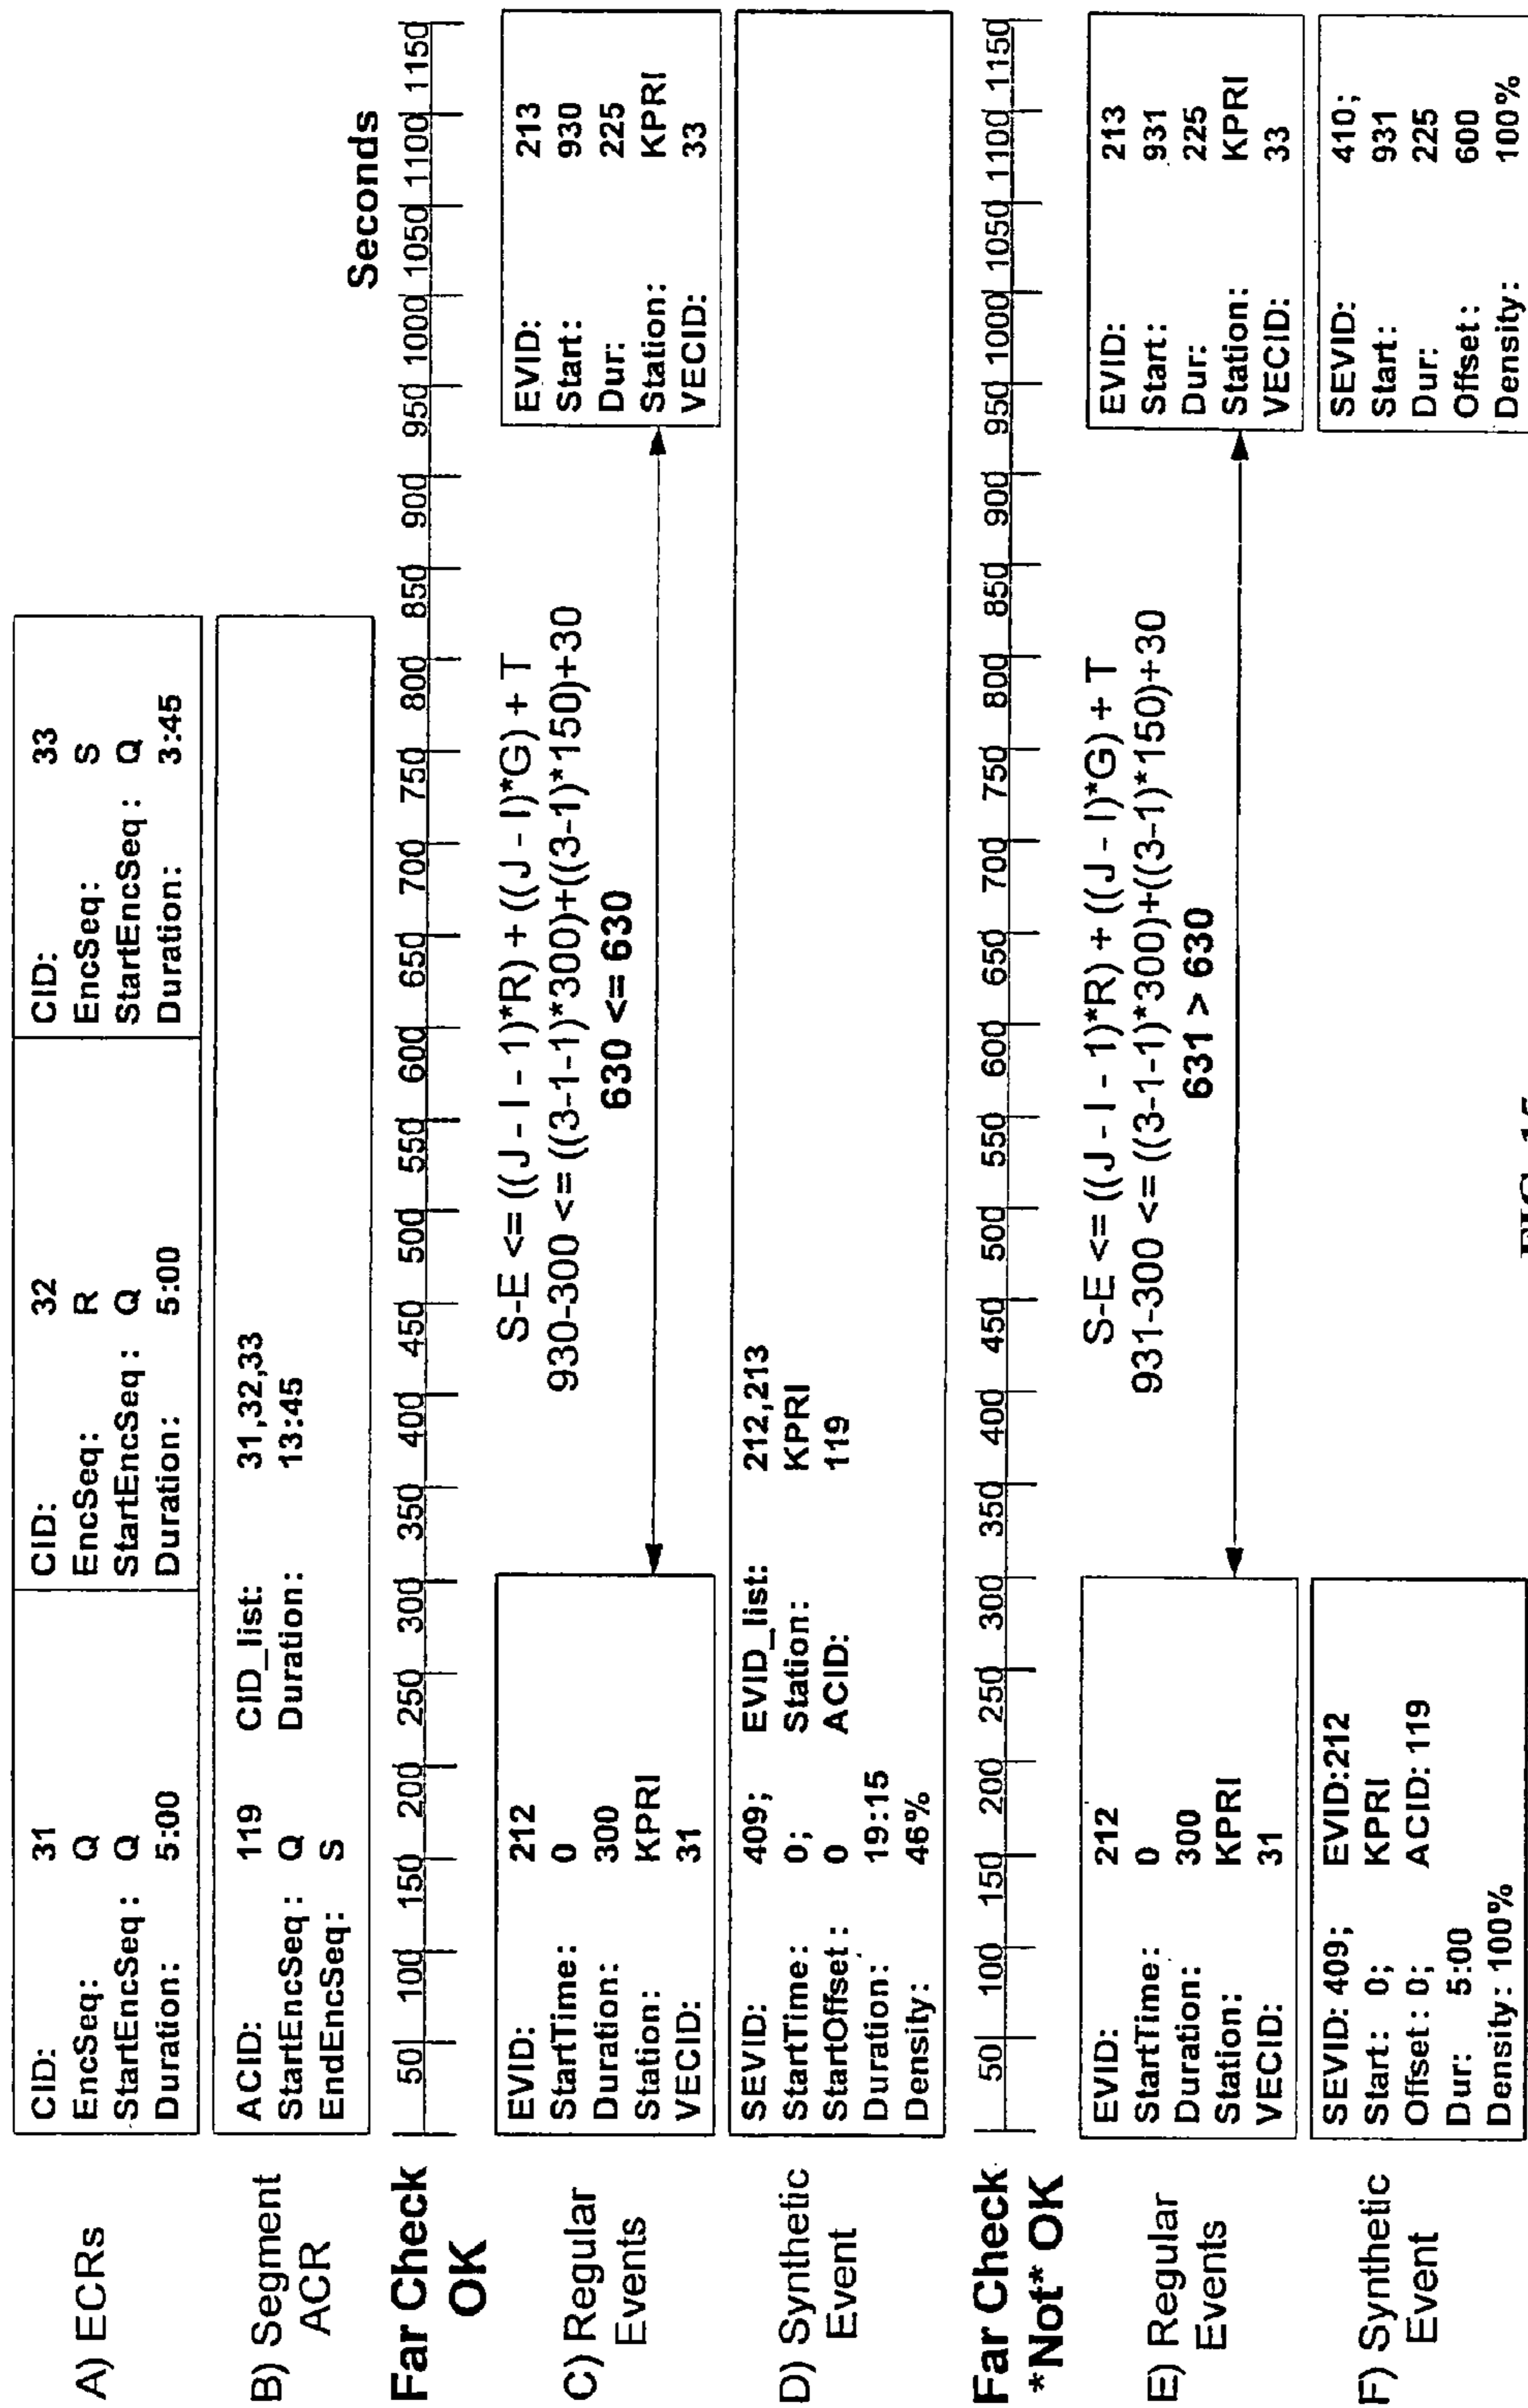 A) ECRs
CID: 31
EncSeq: Q
StartEncSeq: Q
Duration: 5:00
CID: 32
EncSeq: R
StartEncSeq: Q
Duration: 5:00
CID: 33
EncSeq: S
StartEncSeq: Q
Duration: 3:45
B) Segment
ACR
ACID: 119 CID_list: 31,32,33
StartEncSeq: Q Duration: 13:45
EndEncSeq: S
Seconds
Far Check
OK
50 100 150 200 250 300 350 400 450 500 550 600 650 700 750 800 850 900 950 1000 1050 1100 1150
C) Regular
Events
EVID: 212
StartTime: 0
Duration: 300
Station: KPRI
VECID: 31
S-E <= ((J - I - 1)*R) + ((J - I)*G) + T
930-300 <= ((3-1-1)*300)+((3-1)*150)+30
630 <= 630
EVID: 213
Start: 930
Dur: 225
Station: KPRI
VECID: 33
D) Synthetic
Event
SEVID: 409; EVID_list: 212,213
StartTime: 0; Station: KPRI
StartOffset: 0 ACID: 119
Duration: 19:15
Density: 46%
Far Check
*Not* OK
50 100 150 200 250 300 350 400 450 500 550 600 650 700 750 800 850 900 950 1000 1050 1100 1150
E) Regular
Events
EVID: 212
StartTime: 0
Duration: 300
Station: KPRI
VECID: 31
S-E <= ((J - I - 1)*R) + ((J - I)*G) + T
931-300 <= ((3-1-1)*300)+((3-1)*150)+30
631 > 630
EVID: 213
Start: 931
Dur: 225
Station: KPRI
VECID: 33
F) Synthetic
Event
SEVID: 409; EVID:212
Start: 0; KPRI
Offset: 0; ACID: 119
Dur: 5:00
Density: 100%
SEVID: 410;
Start: 931
Dur: 225
Offset: 600
Density: 100%